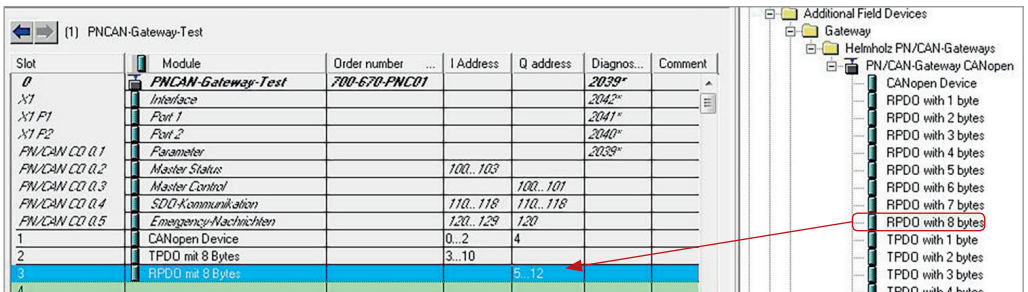 (1) PNCAN-Gateway-Test
Slot Module Order number ... I Address Q address Diagnos... Comment
0 PNCAN-Gateway-Test 700-670-PNC01 2039*
X1 Interface 2042*
X1 P1 Port 1 2041*
X1 P2 Port 2 2040*
PN/CAN CO 0.1 Parameter 2039*
PN/CAN CO 0.2 Master Status 100...103
PN/CAN CO 0.3 Master Control 100...101
PN/CAN CO 0.4 SDO-Kommunikation 110...118 110...118
PN/CAN CO 0.5 Emergency-Nachrichten 120...129 120
1 CANopen Device 0...2 4
2 TPDO mit 8 Bytes 3...10
3 RPDO mit 8 Bytes 5...12
4
Additional Field Devices
Gateway
Helmholz PN/CAN-Gateways
PN/CAN-Gateway CANopen
CANopen Device
RPDO with 1 byte
RPDO with 2 bytes
RPDO with 3 bytes
RPDO with 4 bytes
RPDO with 5 bytes
RPDO with 6 bytes
RPDO with 7 bytes
RPDO with 8 bytes
TPDO with 1 byte
TPDO with 2 bytes
TPDO with 3 bytes
TPDO with 4 bytes